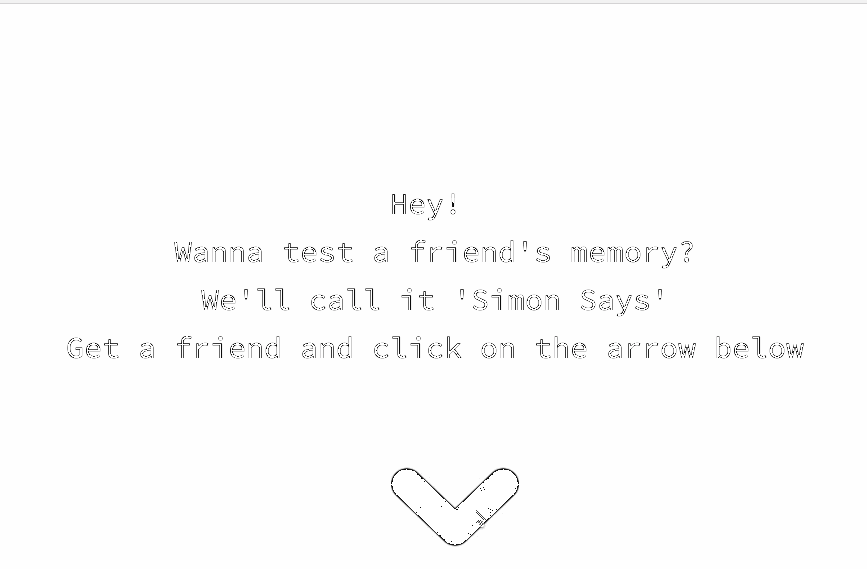 Hey!
Wanna test a friend's memory?
We'll call it 'Simon Says'
Get a friend and click on the arrow below